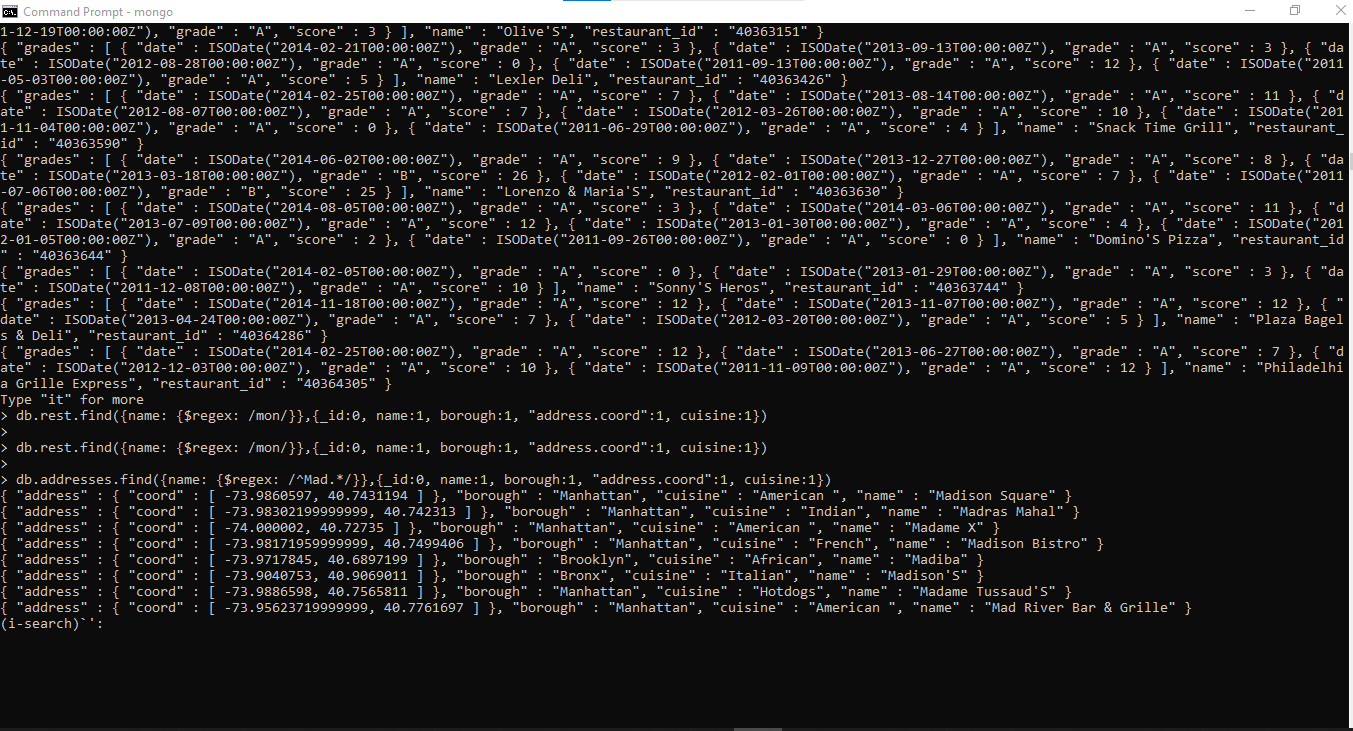 Command Prompt - mongo
1-12-19T00:00:00Z"), "grade" : "A", "score" : 3 } ], "name" : "Olive'S", "restaurant_id" : "40363151" }
{ "grades" : [ { "date" : ISODate("2014-02-21T00:00:00Z"), "grade" : "A", "score" : 3 }, { "date" : ISODate("2013-09-13T00:00:00Z"), "grade" : "A", "score" : 3 }, { "da
te" : ISODate("2012-08-28T00:00:00Z"), "grade" : "A", "score" : 0 }, { "date" : ISODate("2011-09-13T00:00:00Z"), "grade" : "A", "score" : 12 }, { "date" : ISODate("2011
-05-03T00:00:00Z"), "grade" : "A", "score" : 5 } ], "name" : "Lexler Deli", "restaurant_id" : "40363426" }
{ "grades" : [ { "date" : ISODate("2014-02-25T00:00:00Z"), "grade" : "A", "score" : 7 }, { "date" : ISODate("2013-08-14T00:00:00Z"), "grade" : "A", "score" : 11 }, { "d
ate" : ISODate("2012-08-07T00:00:00Z"), "grade" : "A", "score" : 7 }, { "date" : ISODate("2012-03-26T00:00:00Z"), "grade" : "A", "score" : 10 }, { "date" : ISODate("201
1-11-04T00:00:00Z"), "grade" : "A", "score" : 0 }, { "date" : ISODate("2011-06-29T00:00:00Z"), "grade" : "A", "score" : 4 } ], "name" : "Snack Time Grill", "restaurant_
id" : "40363590" }
{ "grades" : [ { "date" : ISODate("2014-06-02T00:00:00Z"), "grade" : "A", "score" : 9 }, { "date" : ISODate("2013-12-27T00:00:00Z"), "grade" : "A", "score" : 8 }, { "da
te" : ISODate("2013-03-18T00:00:00Z"), "grade" : "B", "score" : 26 }, { "date" : ISODate("2012-02-01T00:00:00Z"), "grade" : "A", "score" : 7 }, { "date" : ISODate("2011
-07-06T00:00:00Z"), "grade" : "B", "score" : 25 } ], "name" : "Lorenzo & Maria'S", "restaurant_id" : "40363630" }
{ "grades" : [ { "date" : ISODate("2014-08-05T00:00:00Z"), "grade" : "A", "score" : 3 }, { "date" : ISODate("2014-03-06T00:00:00Z"), "grade" : "A", "score" : 11 }, { "d
ate" : ISODate("2013-07-09T00:00:00Z"), "grade" : "A", "score" : 12 }, { "date" : ISODate("2013-01-30T00:00:00Z"), "grade" : "A", "score" : 4 }, { "date" : ISODate("201
2-01-05T00:00:00Z"), "grade" : "A", "score" : 2 }, { "date" : ISODate("2011-09-26T00:00:00Z"), "grade" : "A", "score" : 0 } ], "name" : "Domino'S Pizza", "restaurant_id
" : "40363644" }
{ "grades" : [ { "date" : ISODate("2014-02-05T00:00:00Z"), "grade" : "A", "score" : 0 }, { "date" : ISODate("2013-01-29T00:00:00Z"), "grade" : "A", "score" : 3 }, { "da
te" : ISODate("2011-12-08T00:00:00Z"), "grade" : "A", "score" : 10 } ], "name" : "Sonny'S Heros", "restaurant_id" : "40363744" }
{ "grades" : [ { "date" : ISODate("2014-11-18T00:00:00Z"), "grade" : "A", "score" : 12 }, { "date" : ISODate("2013-11-07T00:00:00Z"), "grade" : "A", "score" : 12 }, { "
date" : ISODate("2013-04-24T00:00:00Z"), "grade" : "A", "score" : 7 }, { "date" : ISODate("2012-03-20T00:00:00Z"), "grade" : "A", "score" : 5 } ], "name" : "Plaza Bagel
s & Deli", "restaurant_id" : "40364286" }
{ "grades" : [ { "date" : ISODate("2014-02-25T00:00:00Z"), "grade" : "A", "score" : 12 }, { "date" : ISODate("2013-06-27T00:00:00Z"), "grade" : "A", "score" : 7 }, { "d
ate" : ISODate("2012-12-03T00:00:00Z"), "grade" : "A", "score" : 10 }, { "date" : ISODate("2011-11-09T00:00:00Z"), "grade" : "A", "score" : 12 } ], "name" : "Philadelhi
a Grille Express", "restaurant_id" : "40364305" }
Type "it" for more
> db.rest.find({name: {$regex: /mon/}},{_id:0, name:1, borough:1, "address.coord":1, cuisine:1})
>
> db.rest.find({name: {$regex: /mon/}},{_id:0, name:1, borough:1, "address.coord":1, cuisine:1})
>
> db.addresses.find({name: {$regex: /^Mad.*/}},{_id:0, name:1, borough:1, "address.coord":1, cuisine:1})
{ "address" : { "coord" : [ -73.9860597, 40.7431194 ] }, "borough" : "Manhattan", "cuisine" : "American ", "name" : "Madison Square" }
{ "address" : { "coord" : [ -73.98302199999999, 40.742313 ] }, "borough" : "Manhattan", "cuisine" : "Indian", "name" : "Madras Mahal" }
{ "address" : { "coord" : [ -74.000002, 40.72735 ] }, "borough" : "Manhattan", "cuisine" : "American ", "name" : "Madame X" }
{ "address" : { "coord" : [ -73.98171959999999, 40.7499406 ] }, "borough" : "Manhattan", "cuisine" : "French", "name" : "Madison Bistro" }
{ "address" : { "coord" : [ -73.9717845, 40.6897199 ] }, "borough" : "Brooklyn", "cuisine" : "African", "name" : "Madiba" }
{ "address" : { "coord" : [ -73.9040753, 40.9069011 ] }, "borough" : "Bronx", "cuisine" : "Italian", "name" : "Madison'S" }
{ "address" : { "coord" : [ -73.9886598, 40.7565811 ] }, "borough" : "Manhattan", "cuisine" : "Hotdogs", "name" : "Madame Tussaud'S" }
{ "address" : { "coord" : [ -73.95623719999999, 40.7761697 ] }, "borough" : "Manhattan", "cuisine" : "American ", "name" : "Mad River Bar & Grille" }
(i-search)`':